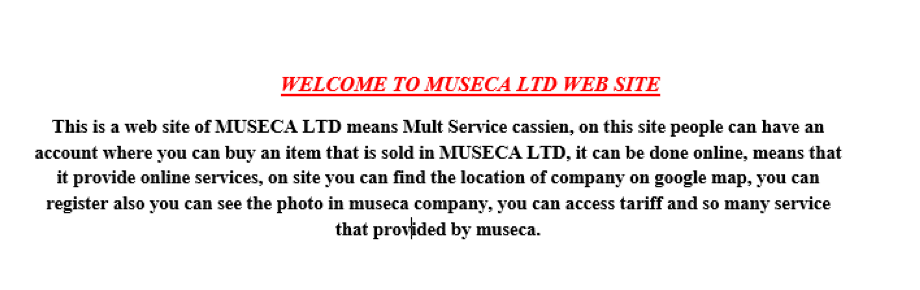 WELCOME TO MUSECA LTD WEB SITE
This is a web site of MUSECA LTD means Mult Service cassien, on this site people can have an
account where you can buy an item that is sold in MUSECA LTD, it can be done online, means that
it provide online services, on site you can find the location of company on google map, you can
register also you can see the photo in museca company, you can access tariff and so many service
that provided by museca.